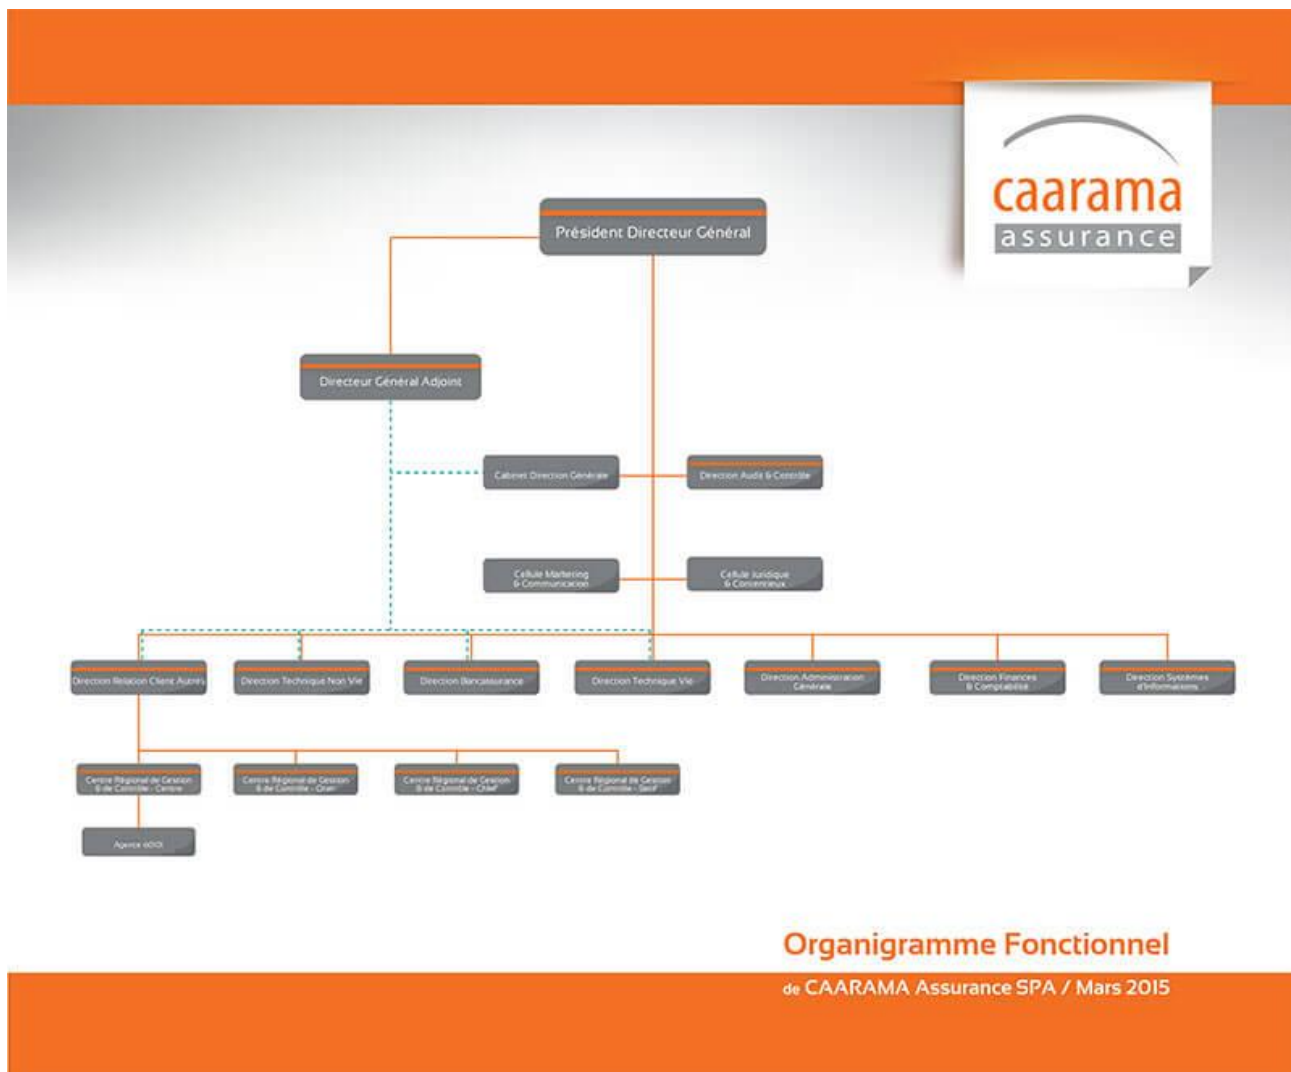 caarama
assurance
Président Directeur Général
Directeur Général Adjoint
Cabinet Direction Générale
Direction Audit & Contrôle
Cellule Marketing
& Communication
Cellule Juridique
& Contentieux
Direction Relation Client Autres
Direction Technique Non Vie
Direction Bancassurance
Direction Technique Vie
Direction Administration
Générale
Direction Finances
& Comptabilité
Direction Systèmes
d'Informations
Centre Régional de Gestion
& de Contrôle - Centre
Centre Régional de Gestion
& de Contrôle - Oran
Centre Régional de Gestion
& de Contrôle - Chlef
Centre Régional de Gestion
& de Contrôle - Sétif
Agence
Organigramme Fonctionnel
de CAARAMA Assurance SPA / Mars 2015